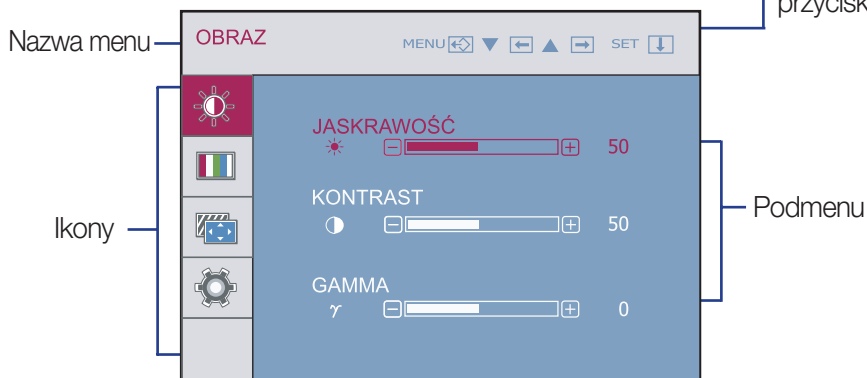 przycisk
Nazwa menu
OBRAZ MENU SET
JASKRAWOŚĆ
50
KONTRAST
50
Ikony
Podmenu
GAMMA
γ 0